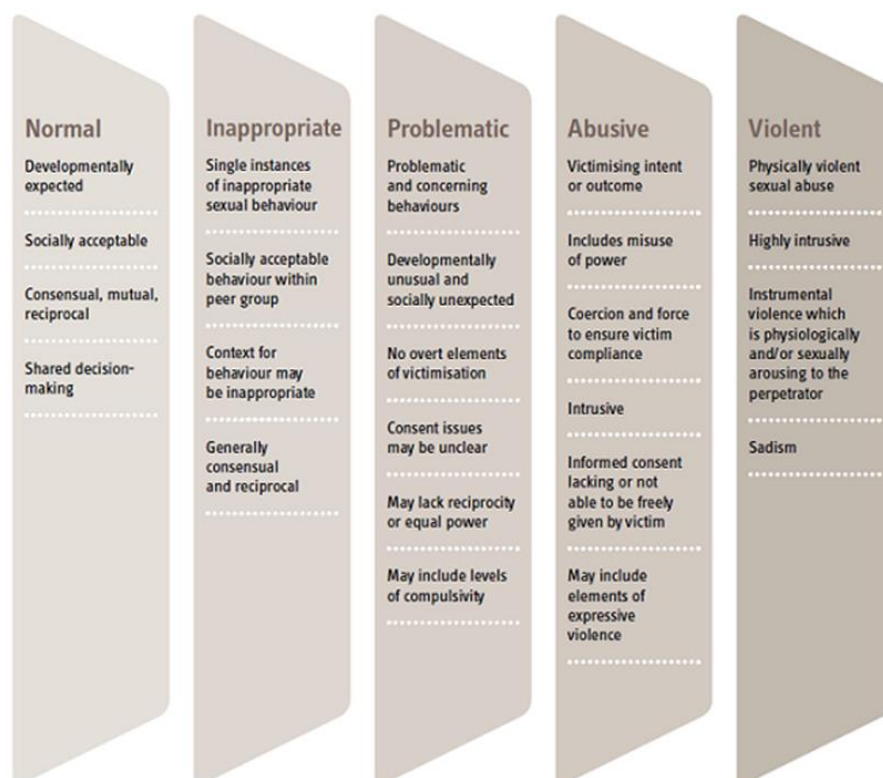 Normal
Developmentally
expected
Socially acceptable
Consensual, mutual,
reciprocal
Shared decision-
making
Inappropriate
Single instances
of inappropriate
sexual behaviour
Socially acceptable
behaviour within
peer group
Context for
behaviour may
be inappropriate
Generally
consensual
and reciprocal
Problematic
Problematic
and concerning
behaviours
Developmentally
unusual and
socially unexpected
No overt elements
of victimisation
Consent issues
may be unclear
May lack reciprocity
or equal power
May include levels
of compulsivity
Abusive
Victimising intent
or outcome
Includes misuse
of power
Coercion and force
to ensure victim
compliance
Intrusive
Informed consent
lacking or not
able to be freely
given by victim
May include
elements of
expressive
violence
Violent
Physically violent
sexual abuse
Highly intrusive
Instrumental
violence which
is physiologically
and/or sexually
arousing to the
perpetrator
Sadism